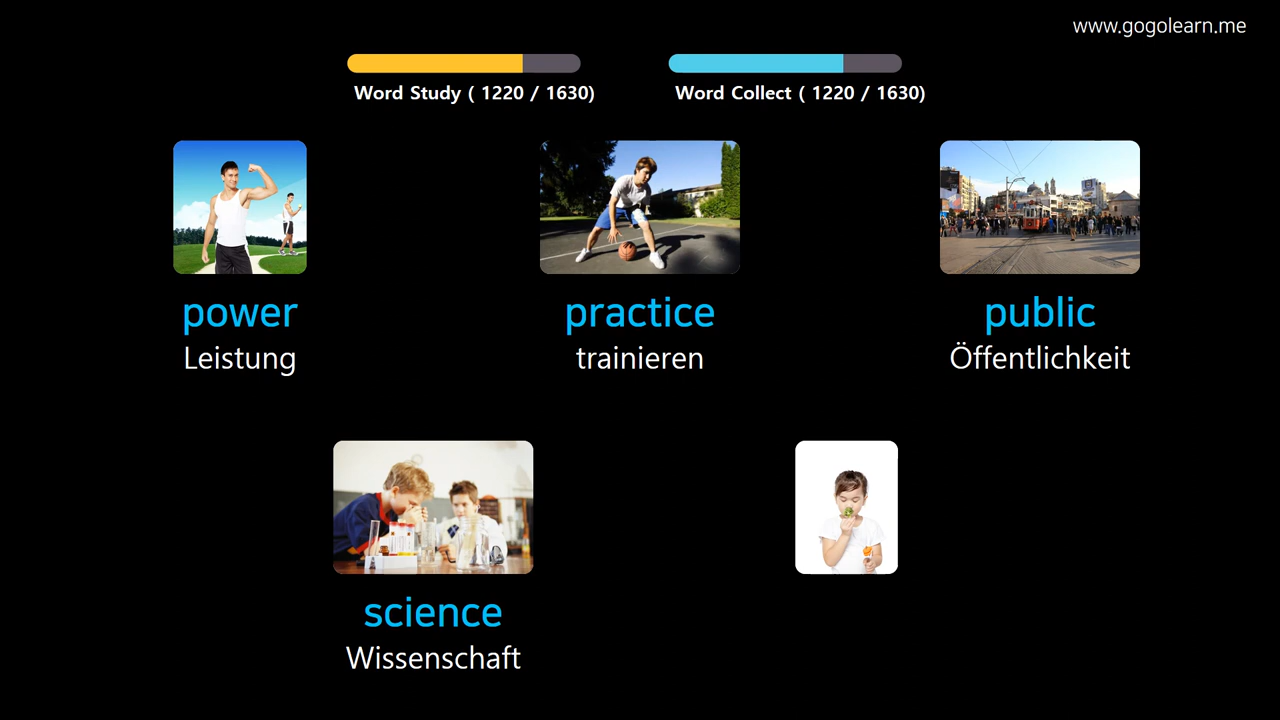 www.gogolearn.me
Word Study ( 1220 / 1630)
Word Collect ( 1220 / 1630)
power
Leistung
practice
trainieren
public
Öffentlichkeit
science
Wissenschaft